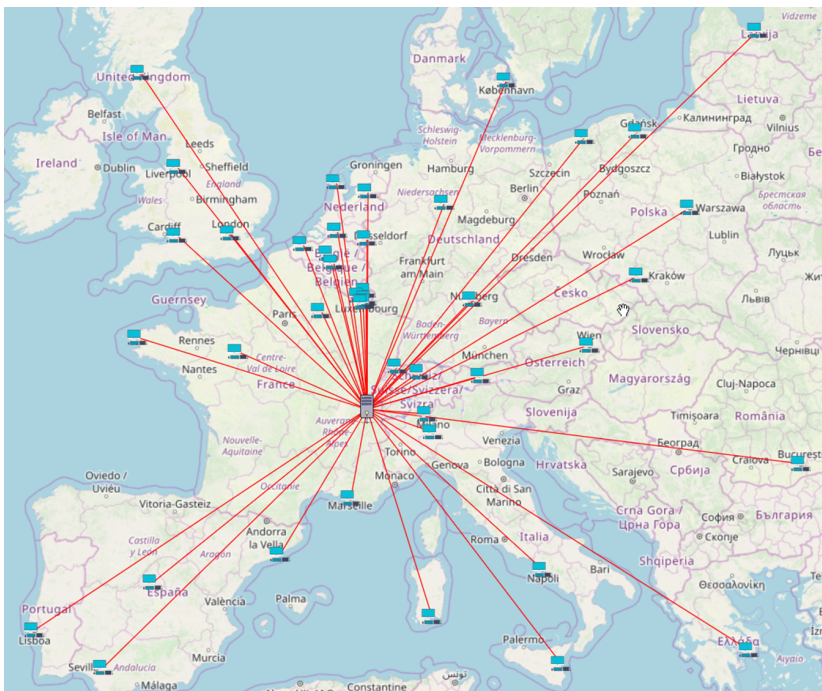 Vidzeme
Latvija
Danmark
United Kingdom
København
Lietuva
Belfast
Gdańsk
Калининград
Vilnius
Isle of Man
Leeds
Schleswig-
Holstein
Mecklenburg-
Vorpommern
Гродно
Ireland
Dublin
Liverpool
Sheffield
Groningen
Hamburg
Szczecin
Bydgoszcz
Białystok
England
Wales
Birmingham
Nederland
Niedersachsen
Berlin
Poznań
Polska
Warszawa
Брестская
область
Cardiff
London
Düsseldorf
Magdeburg
Deutschland
Lublin
België /
Belgique /
Belgien
Frankfurt
am Main
Dresden
Wrocław
Луцьк
Guernsey
Luxembourg
Nürnberg
Česko
Kraków
Львів
Paris
Rennes
Baden-
Württemberg
Bayern
Slovensko
Wien
Чернівці
Nantes
Centre-
Val de Loire
France
München
Österreich
Schweiz/
Suisse/Svizzera/
Svizra
Graz
Magyarország
Cluj-Napoca
Auvergne-
Rhône-
Alpes
Milano
Slovenija
Timișoara
România
Nouvelle-
Aquitaine
Torino
Venezia
Genova
Bologna
Hrvatska
Београд
Craiova
București
Oviedo /
Uviéu
Occitanie
Monaco
Città di San
Marino
Sarajevo
Србија
Vitoria-Gasteiz
Marseille
Crna Gora /
Црна Гора
София
България
Castilla
y León
Andorra
la Vella
Aragón
Roma
Italia
Скопје
Shqipëria
España
València
Palma
Napoli
Bari
Θεσσαλονίκη
Portugal
Lisboa
Murcia
Palermo
Ελλάδα
Αιγαίο
Sevilla
Andalucía
Málaga
Constantine
تونس